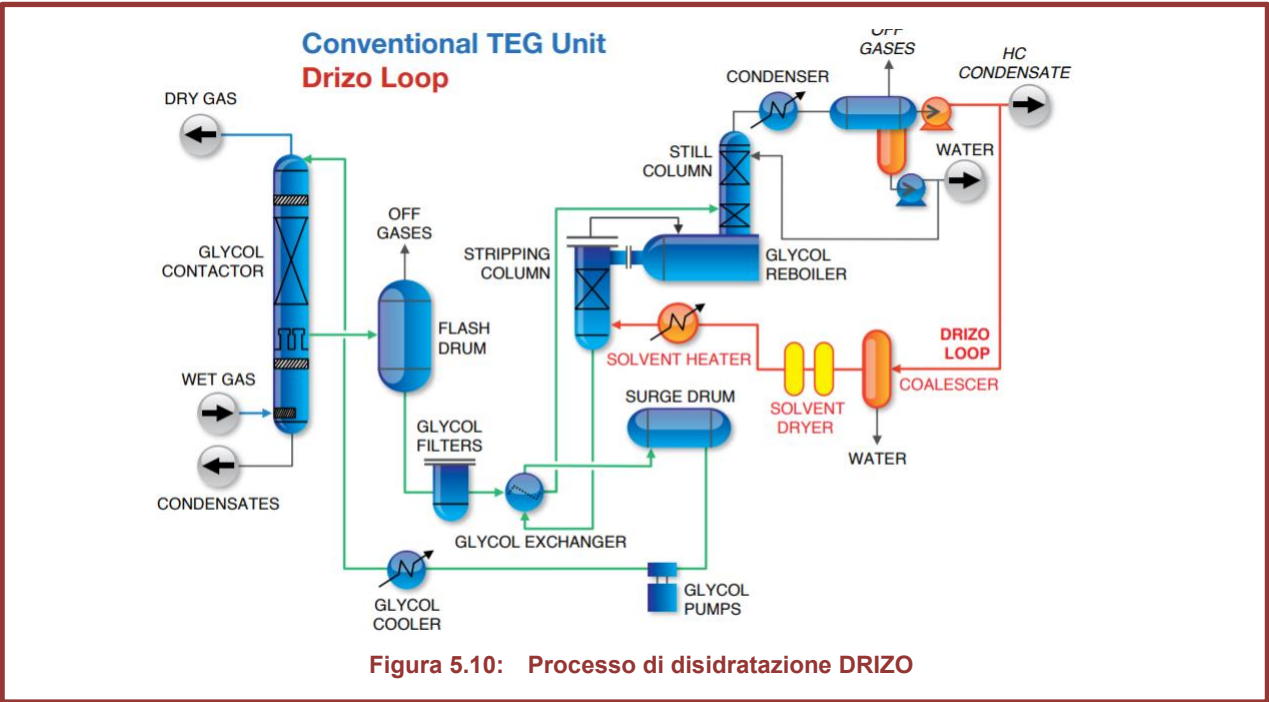 Conventional TEG Unit
Drizo Loop
OFF
GASES
HC
CONDENSATE
CONDENSER
DRY GAS
STILL
COLUMN
WATER
OFF
GASES
GLYCOL
CONTACTOR
STRIPPING
COLUMN
GLYCOL
REBOILER
FLASH
DRUM
DRIZO
LOOP
SOLVENT HEATER
COALESCER
WET GAS
SURGE DRUM
SOLVENT
DRYER
GLYCOL
FILTERS
WATER
CONDENSATES
GLYCOL EXCHANGER
GLYCOL
PUMPS
GLYCOL
COOLER
Figura 5.10: Processo di disidratazione DRIZO